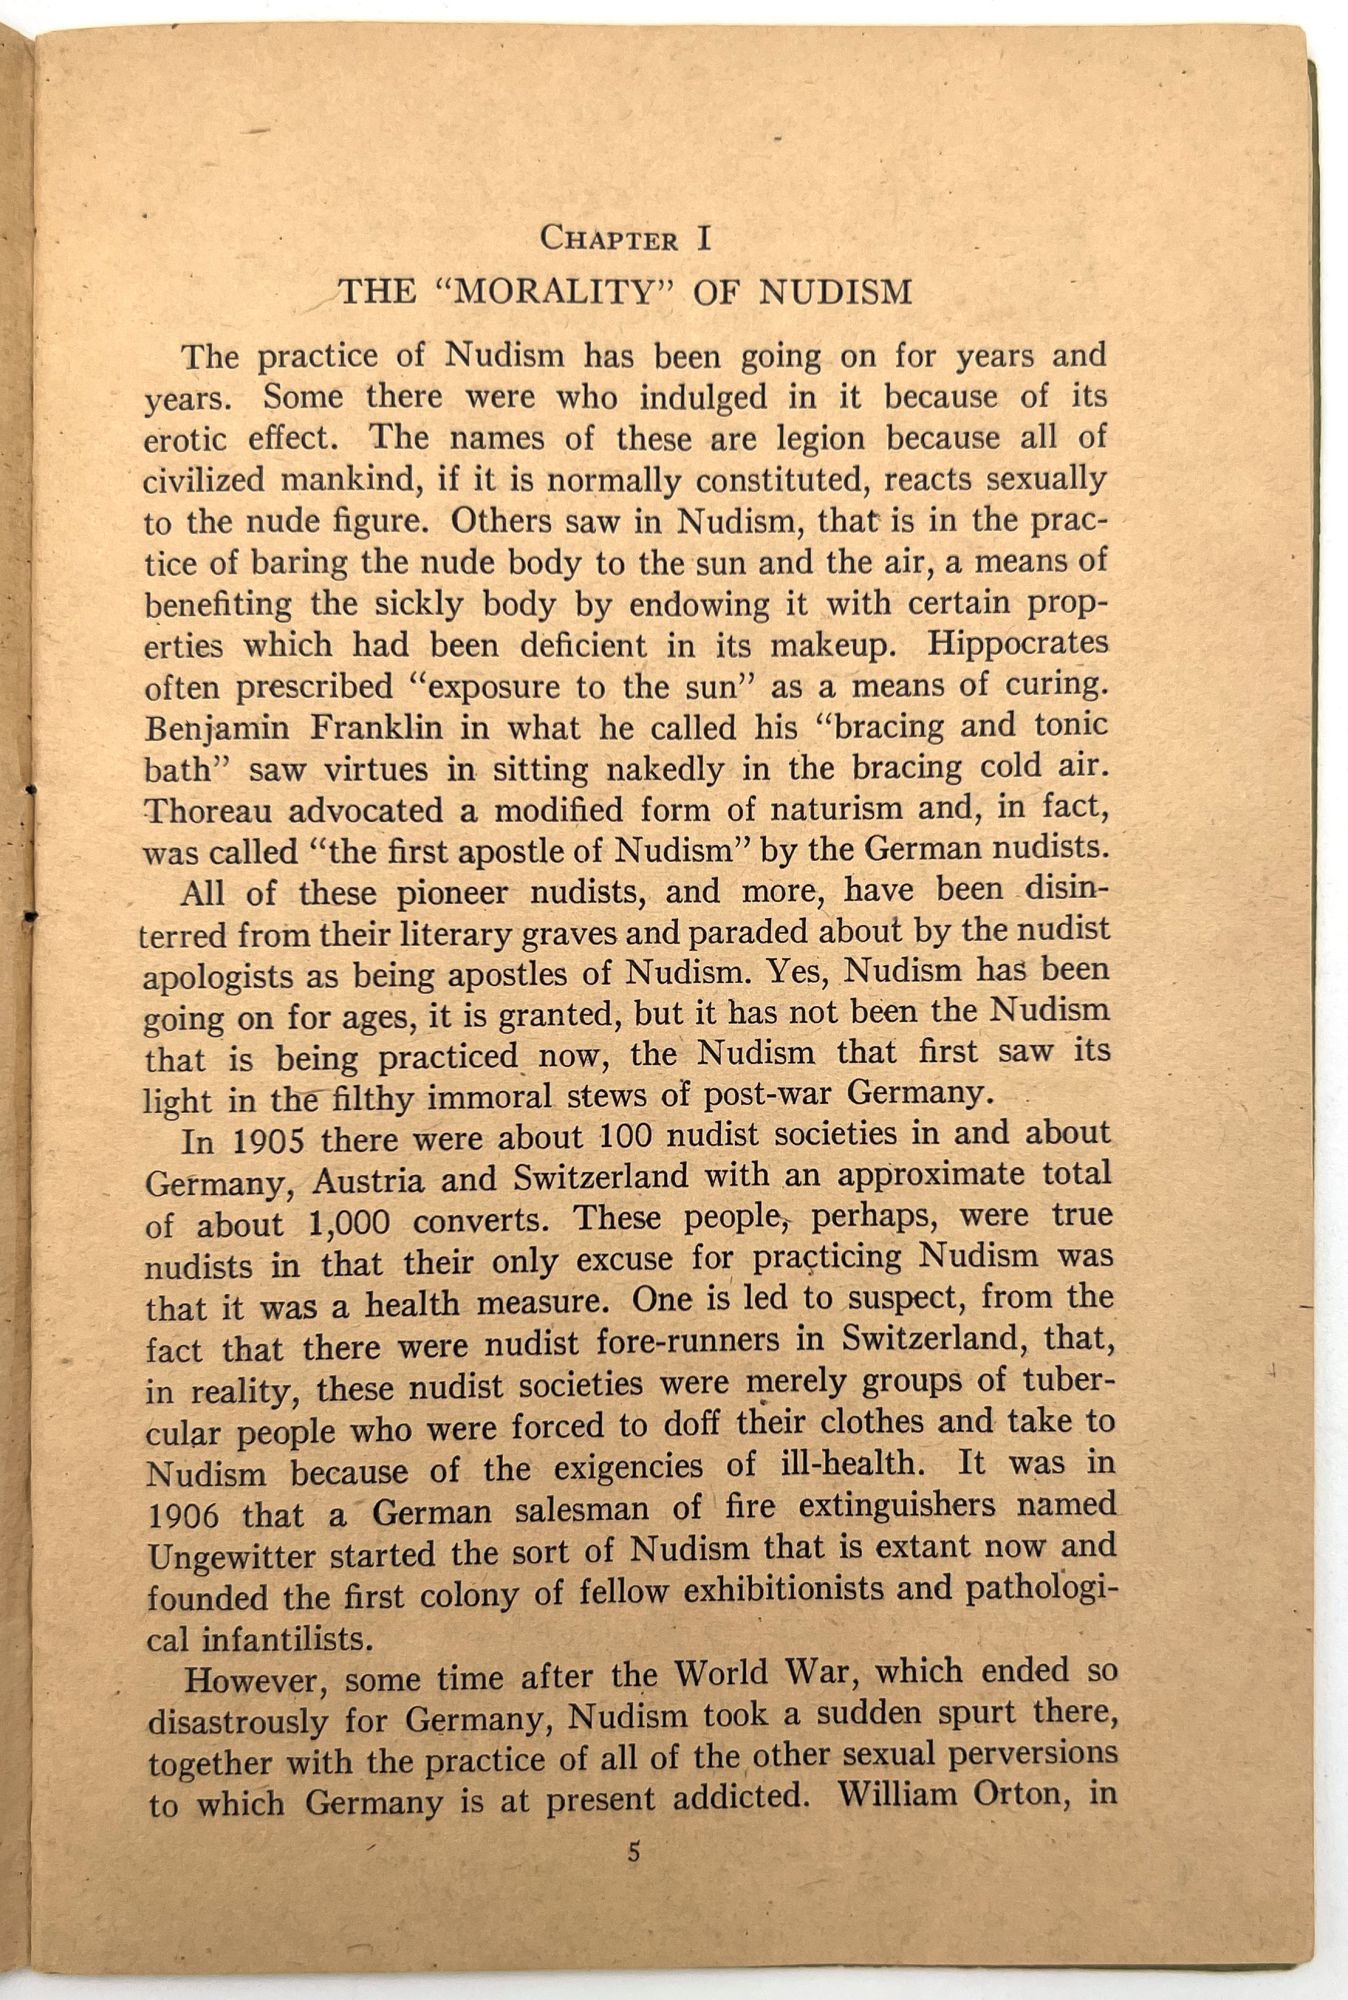 CHAPTER I
THE “MORALITY” OF NUDISM
The practice of Nudism has been going on for years and
years. Some there were who indulged in it because of its
erotic effect. The names of these are legion because all of
civilized mankind, if it is normally constituted, reacts sexually
to the nude figure. Others saw in Nudism, that is in the prac-
tice of baring the nude body to the sun and the air, a means of
benefiting the sickly body by endowing it with certain prop-
erties which had been deficient in its makeup. Hippocrates
often prescribed “exposure to the sun” as a means of curing.
Benjamin Franklin in what he called his “bracing and tonic
bath” saw virtues in sitting nakedly in the bracing cold air.
Thoreau advocated a modified form of naturism and, in fact,
was called “the first apostle of Nudism” by the German nudists.
All of these pioneer nudists, and more, have been disin-
terred from their literary graves and paraded about by the nudist
apologists as being apostles of Nudism. Yes, Nudism has been
going on for ages, it is granted, but it has not been the Nudism
that is being practiced now, the Nudism that first saw its
light in the filthy immoral stews of post-war Germany.
In 1905 there were about 100 nudist societies in and about
Germany, Austria and Switzerland with an approximate total
of about 1,000 converts. These people, perhaps, were true
nudists in that their only excuse for practicing Nudism was
that it was a health measure. One is led to suspect, from the
fact that there were nudist fore-runners in Switzerland, that,
in reality, these nudist societies were merely groups of tuber-
cular people who were forced to doff their clothes and take to
Nudism because of the exigencies of ill-health. It was in
1906 that a German salesman of fire extinguishers named
Ungewitter started the sort of Nudism that is extant now and
founded the first colony of fellow exhibitionists and pathologi-
cal infantilists.
However, some time after the World War, which ended so
disastrously for Germany, Nudism took a sudden spurt there,
together with the practice of all of the other sexual perversions
to which Germany is at present addicted. William Orton, in
5